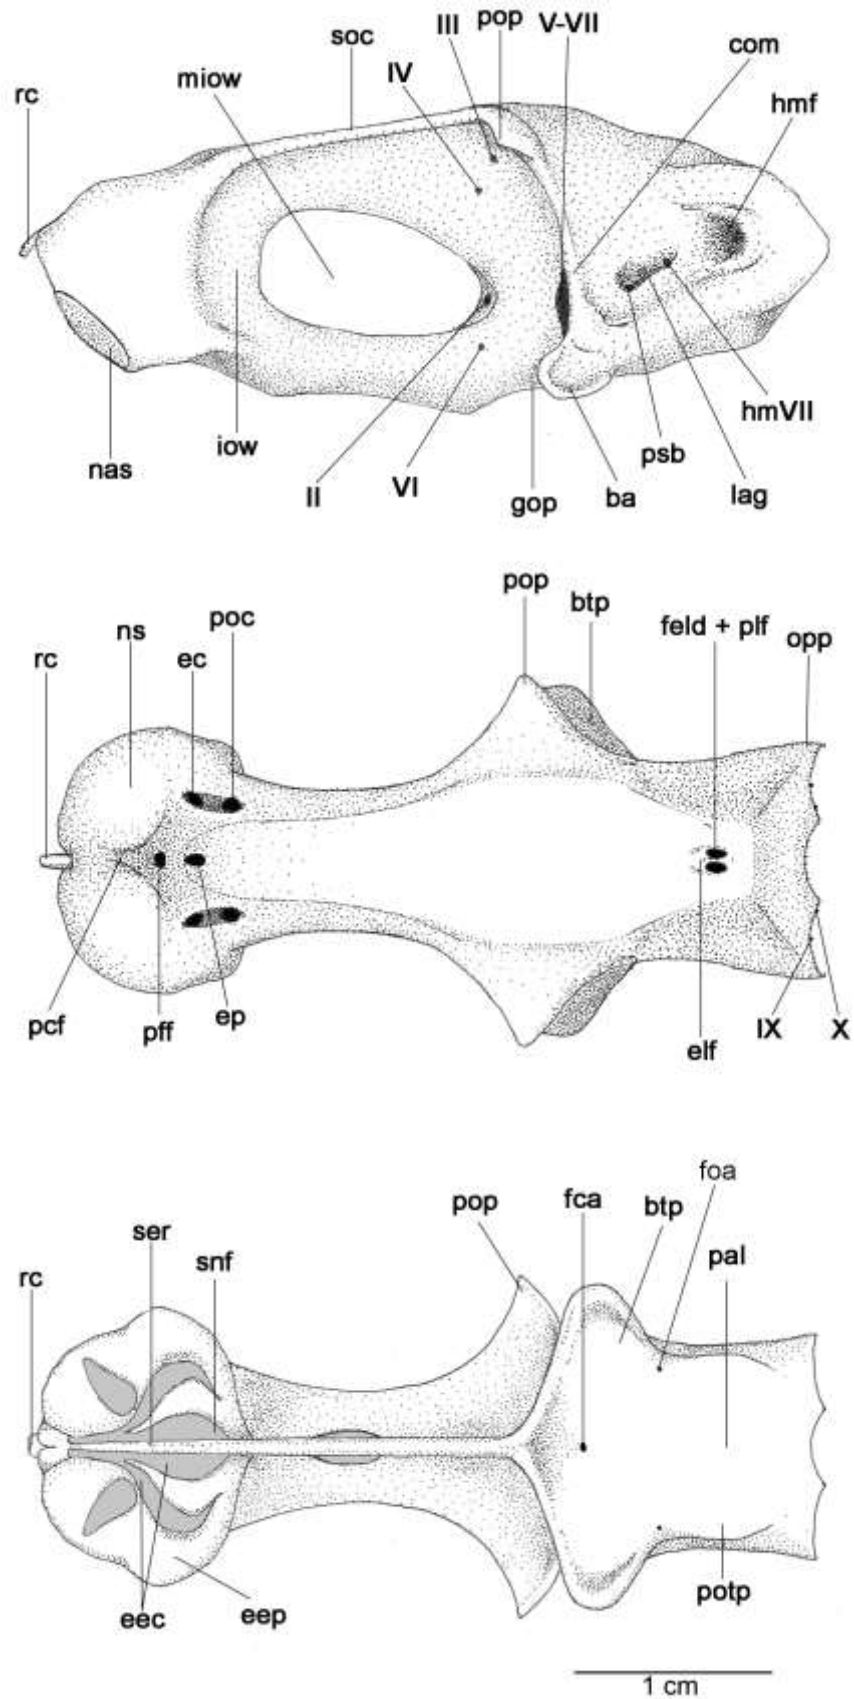 III pop V-VII
soc com
IV
miow
rc hmf
hmVII
iow psb
nas lag
II VI gop ba
pop
btp
poc feld + plf
ns opp
rc ec
pcf pff ep IX X
elf
foa
pop fca btp
ser
snf pal
rc
potp
eec eep
1 cm